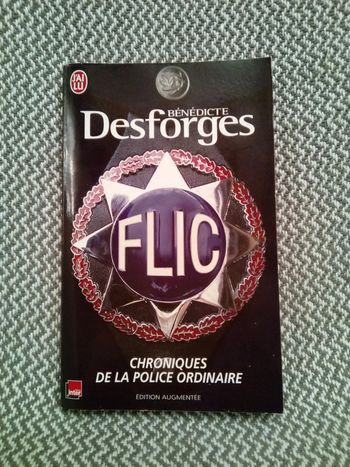 J'AI
LU
BÉNÉDICTE
Desforges
FLIC
CHRONIQUES
DE LA POLICE ORDINAIRE
ÉDITION AUGMENTÉE
inter